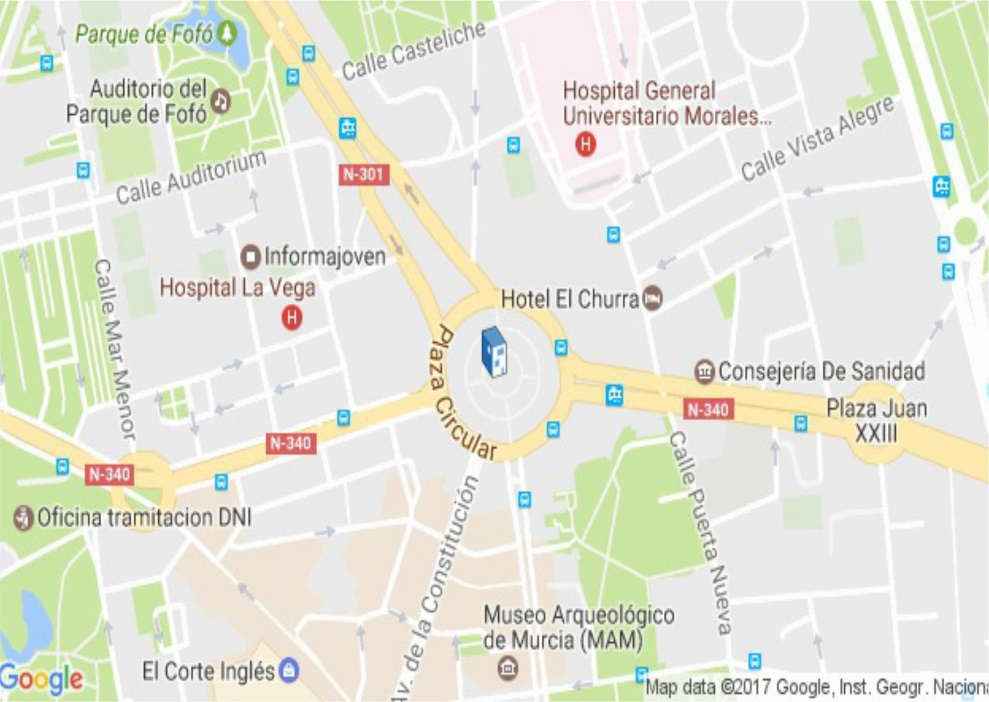 Parque de Fofó
Calle Casteliche
Auditorio del
Parque de Fofó
Hospital General
Universitario Morales...
Calle Vista Alegre
Calle Auditorium
N-301
Informajoven
Hospital La Vega
Hotel El Churra
Calle Mar Menor
Plaza Circular
Consejería De Sanidad
N-340
Plaza Juan
XXIII
N-340
N-340
Calle Puerta Nueva
Oficina tramitacion DNI
Av. de la Constitución
Museo Arqueológico
de Murcia (MAM)
El Corte Inglés
Google
Map data ©2017 Google, Inst. Geogr. Naciona